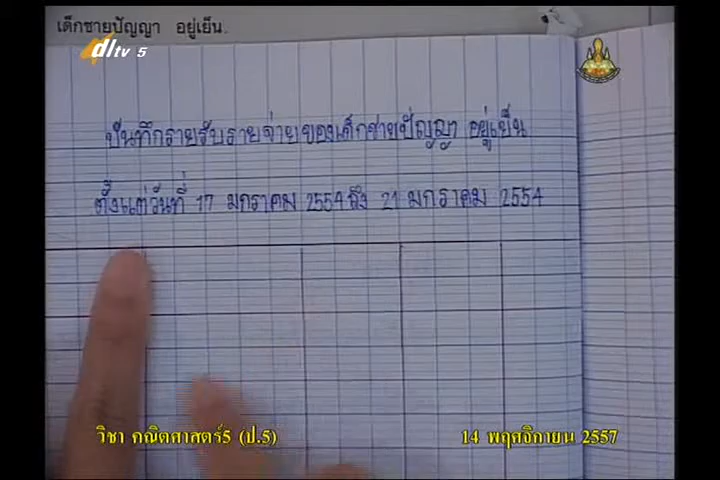 เด็กชายปัญญา อยู่เย็น
dltv 5
บันทึกรายรับรายจ่ายของเด็กชายปัญญา อยู่เย็น
ตั้งแต่วันที่ 17 มกราคม 2554 ถึง 21 มกราคม 2554
วิชา คณิตศาสตร์5 (ป.5)
14 พฤศจิกายน 2557